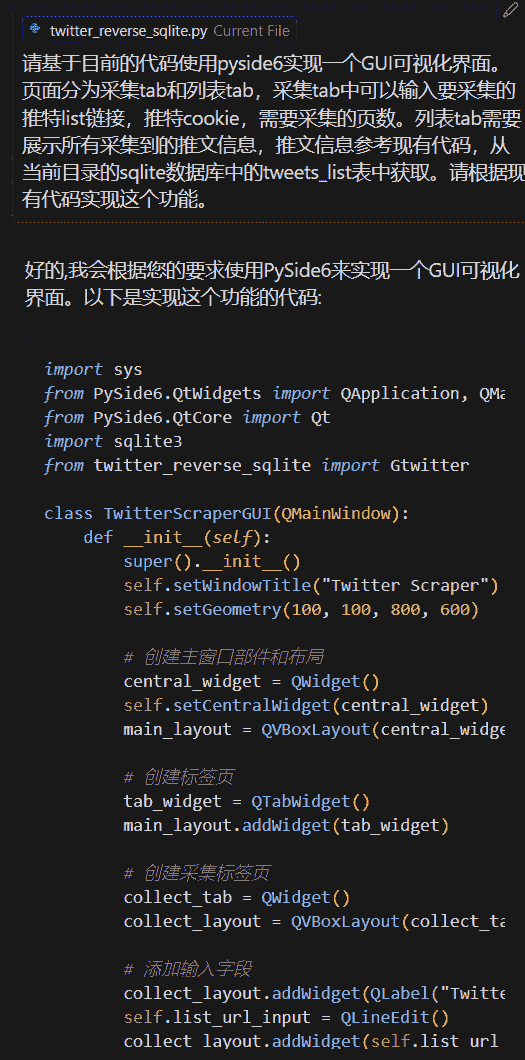 twitter_reverse_sqlite.py Current File
请基于目前的代码使用pyside6实现一个GUI可视化界面。
页面分为采集tab和列表tab，采集tab中可以输入要采集的
推特list链接，推特cookie，需要采集的页数。列表tab需要
展示所有采集到的推文信息，推文信息参考现有代码，从
当前目录的sqlite数据库中的tweets_list表中获取。请根据现
有代码实现这个功能。
好的,我会根据您的要求使用PySide6来实现一个GUI可视化
界面。以下是实现这个功能的代码:
import sys
from PySide6.QtWidgets import QApplication, QMa
from PySide6.QtCore import Qt
import sqlite3
from twitter_reverse_sqlite import Gtwitter
class TwitterScraperGUI(QMainWindow):
def __init__(self):
super().__init__()
self.setWindowTitle("Twitter Scraper")
self.setGeometry(100, 100, 800, 600)
# 创建主窗口部件和布局
central_widget = QWidget()
self.setCentralWidget(central_widget)
main_layout = QVBoxLayout(central_widge
# 创建标签页
tab_widget = QTabWidget()
main_layout.addWidget(tab_widget)
# 创建采集标签页
collect_tab = QWidget()
collect_layout = QVBoxLayout(collect_ta
# 添加输入字段
collect_layout.addWidget(QLabel("Twitte
self.list_url_input = QLineEdit()
collect_layout.addWidget(self.list_url